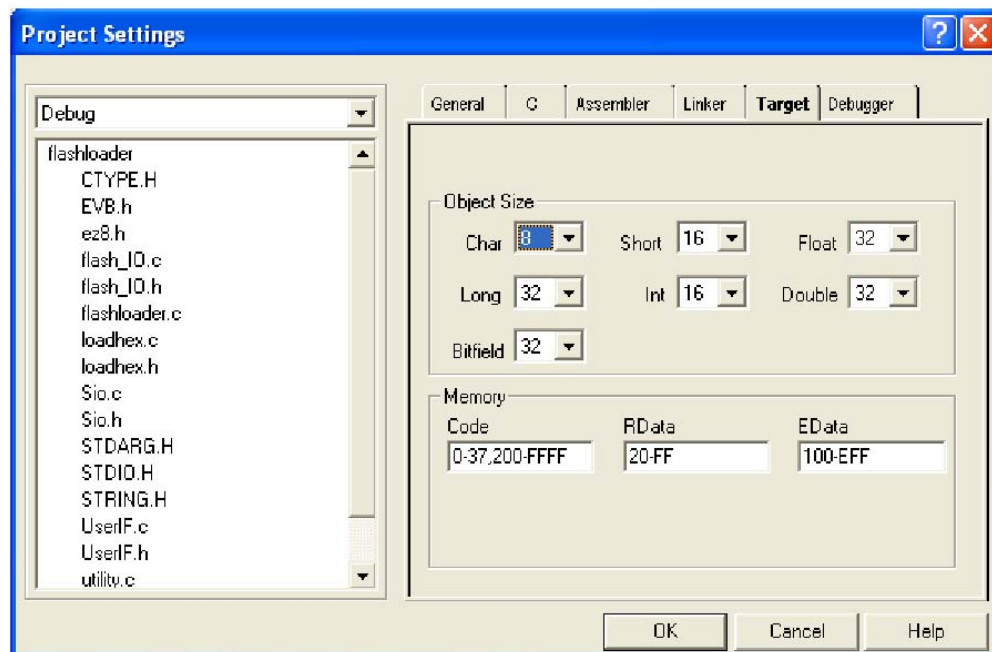 Project Settings
Debug
flashloader
CTYPE.H
EVB.h
ez8.h
flash_IO.c
flash_IO.h
flashloader.c
loadhex.c
loadhex.h
Sio.c
Sio.h
STDARG.H
STDIO.H
STRING.H
UserIF.c
UserIF.h
utility.c
General C Assembler Linker Target Debugger
Object Size
Char 8 Short 16 Float 32
Long 32 Int 16 Double 32
Bitfield 32
Memory
Code RData EData
0-37,200-FFFF 20-FF 100-EFF
OK Cancel Help